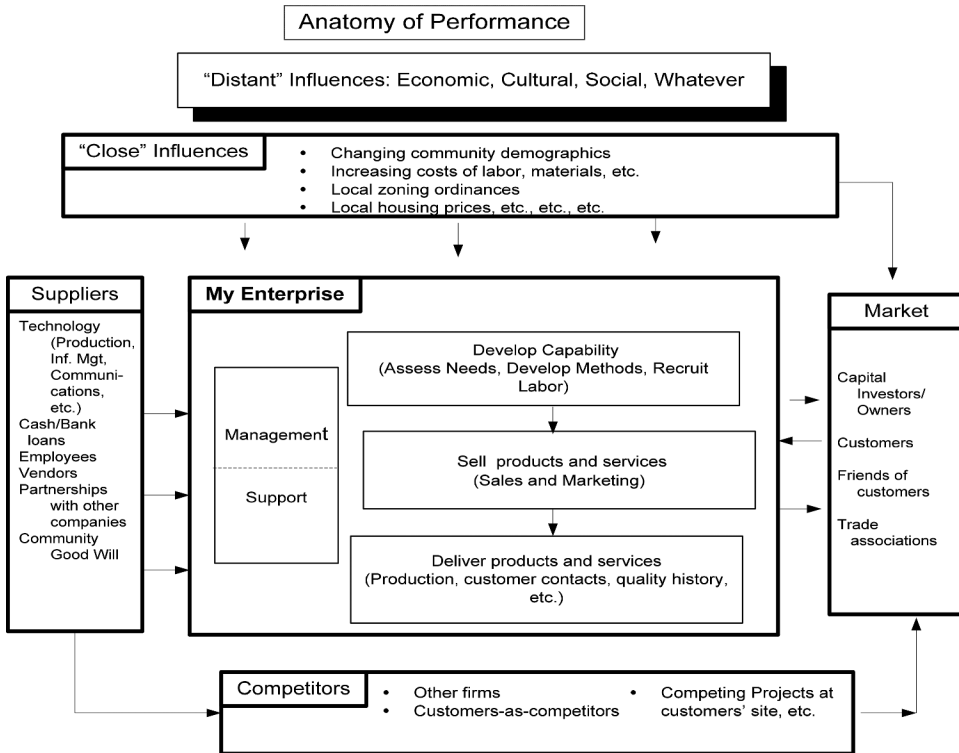 Anatomy of Performance
“Distant” Influences: Economic, Cultural, Social, Whatever
“Close” Influences
• Changing community demographics
• Increasing costs of labor, materials, etc.
• Local zoning ordinances
• Local housing prices, etc., etc., etc.
Suppliers
Technology
(Production,
Inf. Mgt,
Communi-
cations,
etc.)
Cash/Bank
loans
Employees
Vendors
Partnerships
with other
companies
Community
Good Will
My Enterprise
Management
Support
Develop Capability
(Assess Needs, Develop Methods, Recruit
Labor)
Sell products and services
(Sales and Marketing)
Deliver products and services
(Production, customer contacts, quality history,
etc.)
Market
Capital
Investors/
Owners
Customers
Friends of
customers
Trade
associations
Competitors
• Other firms
• Customers-as-competitors
• Competing Projects at
customers’ site, etc.